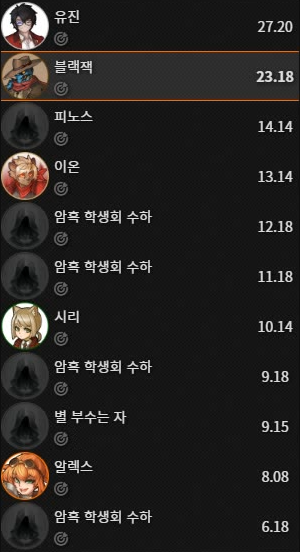 유진
27.20
블랙잭
23.18
피노스
14.14
이온
13.14
암흑 학생회 수하
12.18
암흑 학생회 수하
11.18
시리
10.14
암흑 학생회 수하
9.18
별 부수는 자
9.15
알렉스
8.08
암흑 학생회 수하
6.18